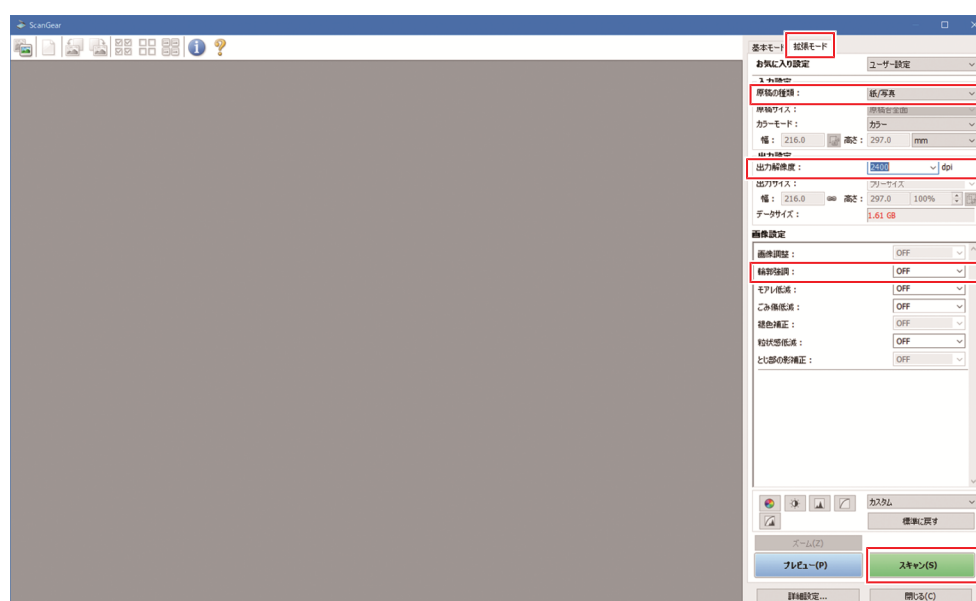 ScanGear
基本モード 拡張モード
お気に入り設定 ユーザー設定
入力設定
原稿の種類： 紙/写真
原稿サイズ： 原稿台全面
カラーモード： カラー
幅： 216.0 高さ： 297.0 mm
出力設定
出力解像度： 2400 dpi
出力サイズ： フリーサイズ
幅： 216.0 高さ： 297.0 100%
データサイズ： 1.61 GB
画像設定
画像調整： OFF
輪郭強調： OFF
モアレ低減： OFF
ごみ傷低減： OFF
褪色補正： OFF
粒状感低減： OFF
とじ部の影補正： OFF
カスタム
標準に戻す
ズーム(Z)
プレビュー(P) スキャン(S)
詳細設定... 閉じる(C)